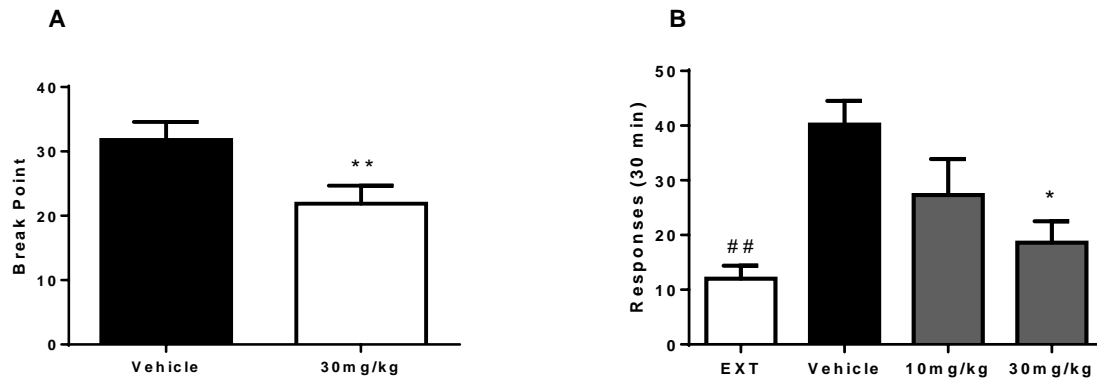 A
B
Break Point
40
30
20
10
0
**
Vehicle
30mg/kg
Responses (30 min)
50
40
30
20
10
0
##
*
EXT
Vehicle
10mg/kg
30mg/kg